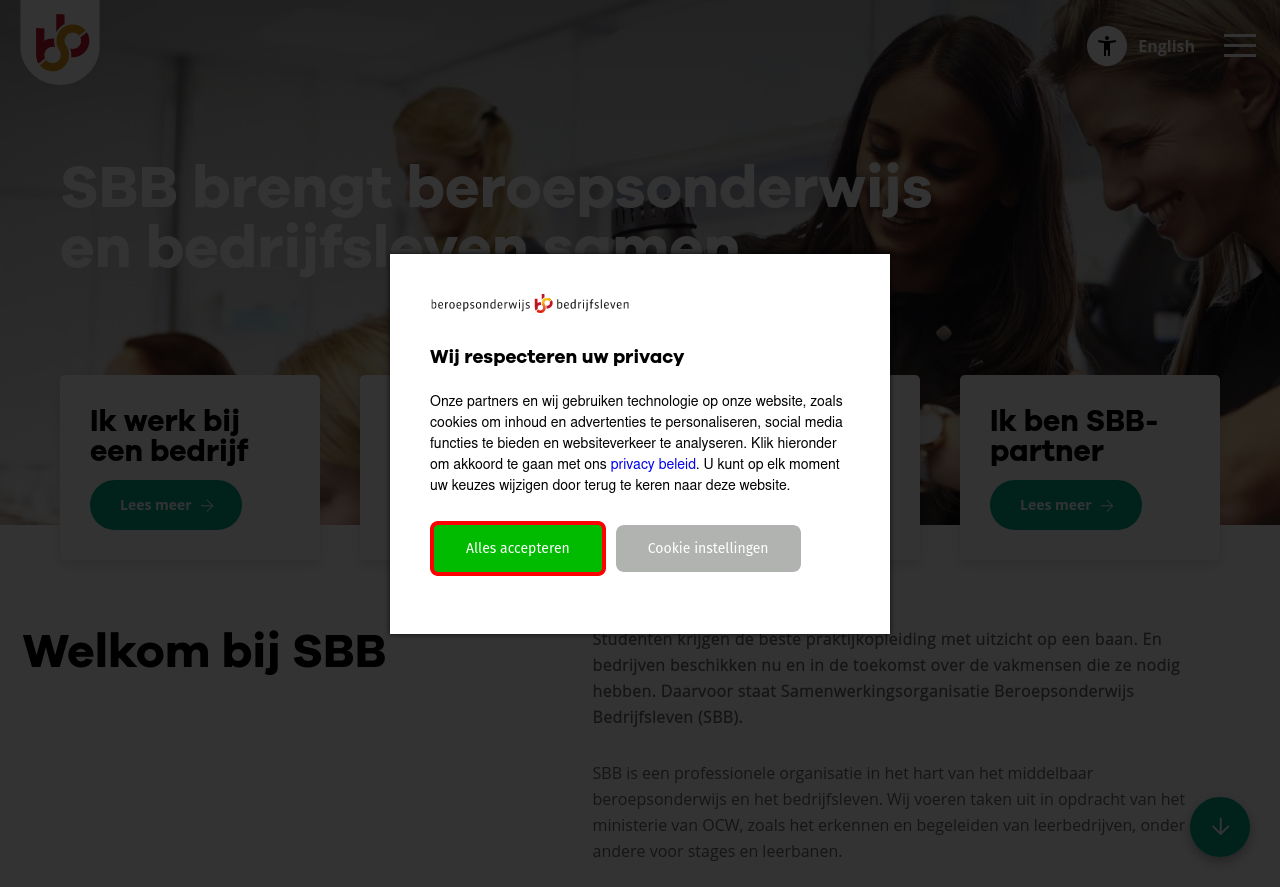 English
SBB brengt beroepsonderwijs
en bedrijfsleven samen
beroepsonderwijs bedrijfsleven
Wij respecteren uw privacy
Onze partners en wij gebruiken technologie op onze website, zoals
cookies om inhoud en advertenties te personaliseren, social media
functies te bieden en websiteverkeer te analyseren. Klik hieronder
om akkoord te gaan met ons privacy beleid. U kunt op elk moment
uw keuzes wijzigen door terug te keren naar deze website.
Alles accepteren
Cookie instellingen
Ik werk bij
een bedrijf
Lees meer
Ik ben SBB-
partner
Lees meer
Welkom bij SBB
Studenten krijgen de beste praktijkopleiding met uitzicht op een baan. En
bedrijven beschikken nu en in de toekomst over de vakmensen die ze nodig
hebben. Daarvoor staat Samenwerkingsorganisatie Beroepsonderwijs
Bedrijfsleven (SBB).
SBB is een professionele organisatie in het hart van het middelbaar
beroepsonderwijs en het bedrijfsleven. Wij voeren taken uit in opdracht van het
ministerie van OCW, zoals het erkennen en begeleiden van leerbedrijven, onder
andere voor stages en leerbanen.